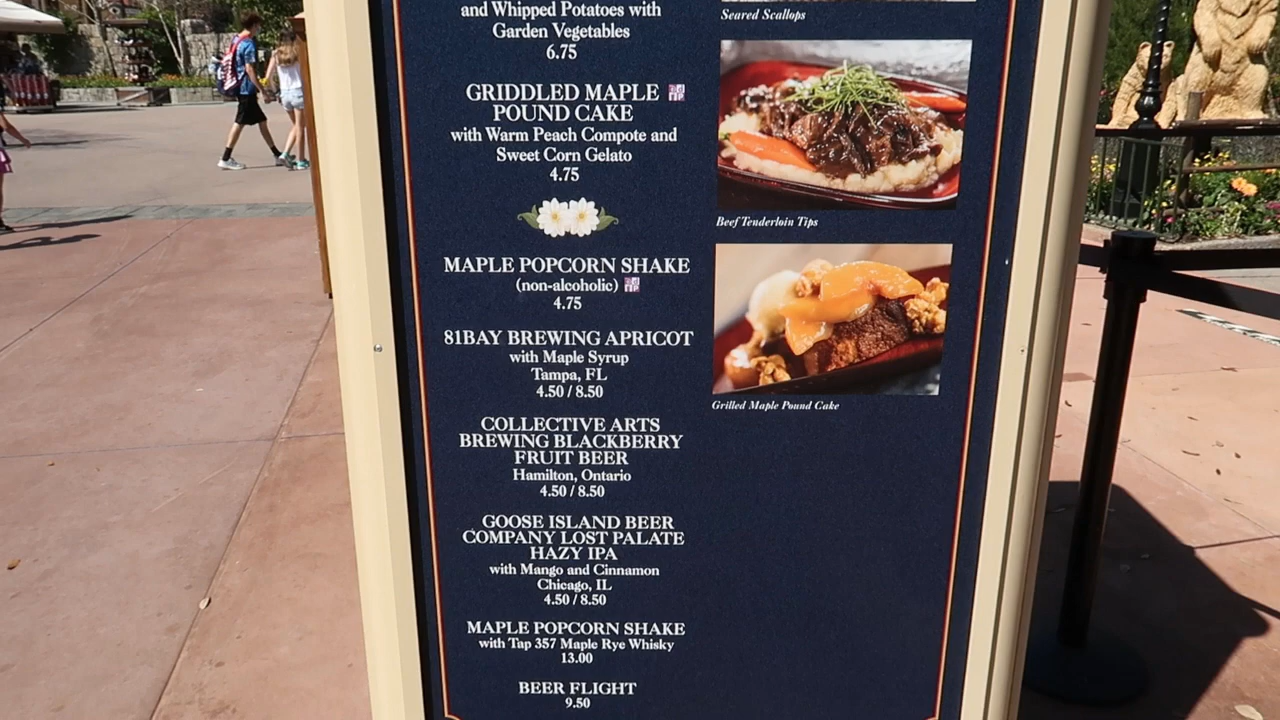 and Whipped Potatoes with
Garden Vegetables
6.75
GRIDDLED MAPLE
POUND CAKE
with Warm Peach Compote and
Sweet Corn Gelato
4.75
MAPLE POPCORN SHAKE
(non-alcoholic)
4.75
81BAY BREWING APRICOT
with Maple Syrup
Tampa, FL
4.50 / 8.50
COLLECTIVE ARTS
BREWING BLACKBERRY
FRUIT BEER
Hamilton, Ontario
4.50 / 8.50
GOOSE ISLAND BEER
COMPANY LOST PALATE
HAZY IPA
with Mango and Cinnamon
Chicago, IL
4.50 / 8.50
MAPLE POPCORN SHAKE
with Tap 357 Maple Rye Whisky
13.00
BEER FLIGHT
9.50
Seared Scallops
Beef Tenderloin Tips
Grilled Maple Pound Cake